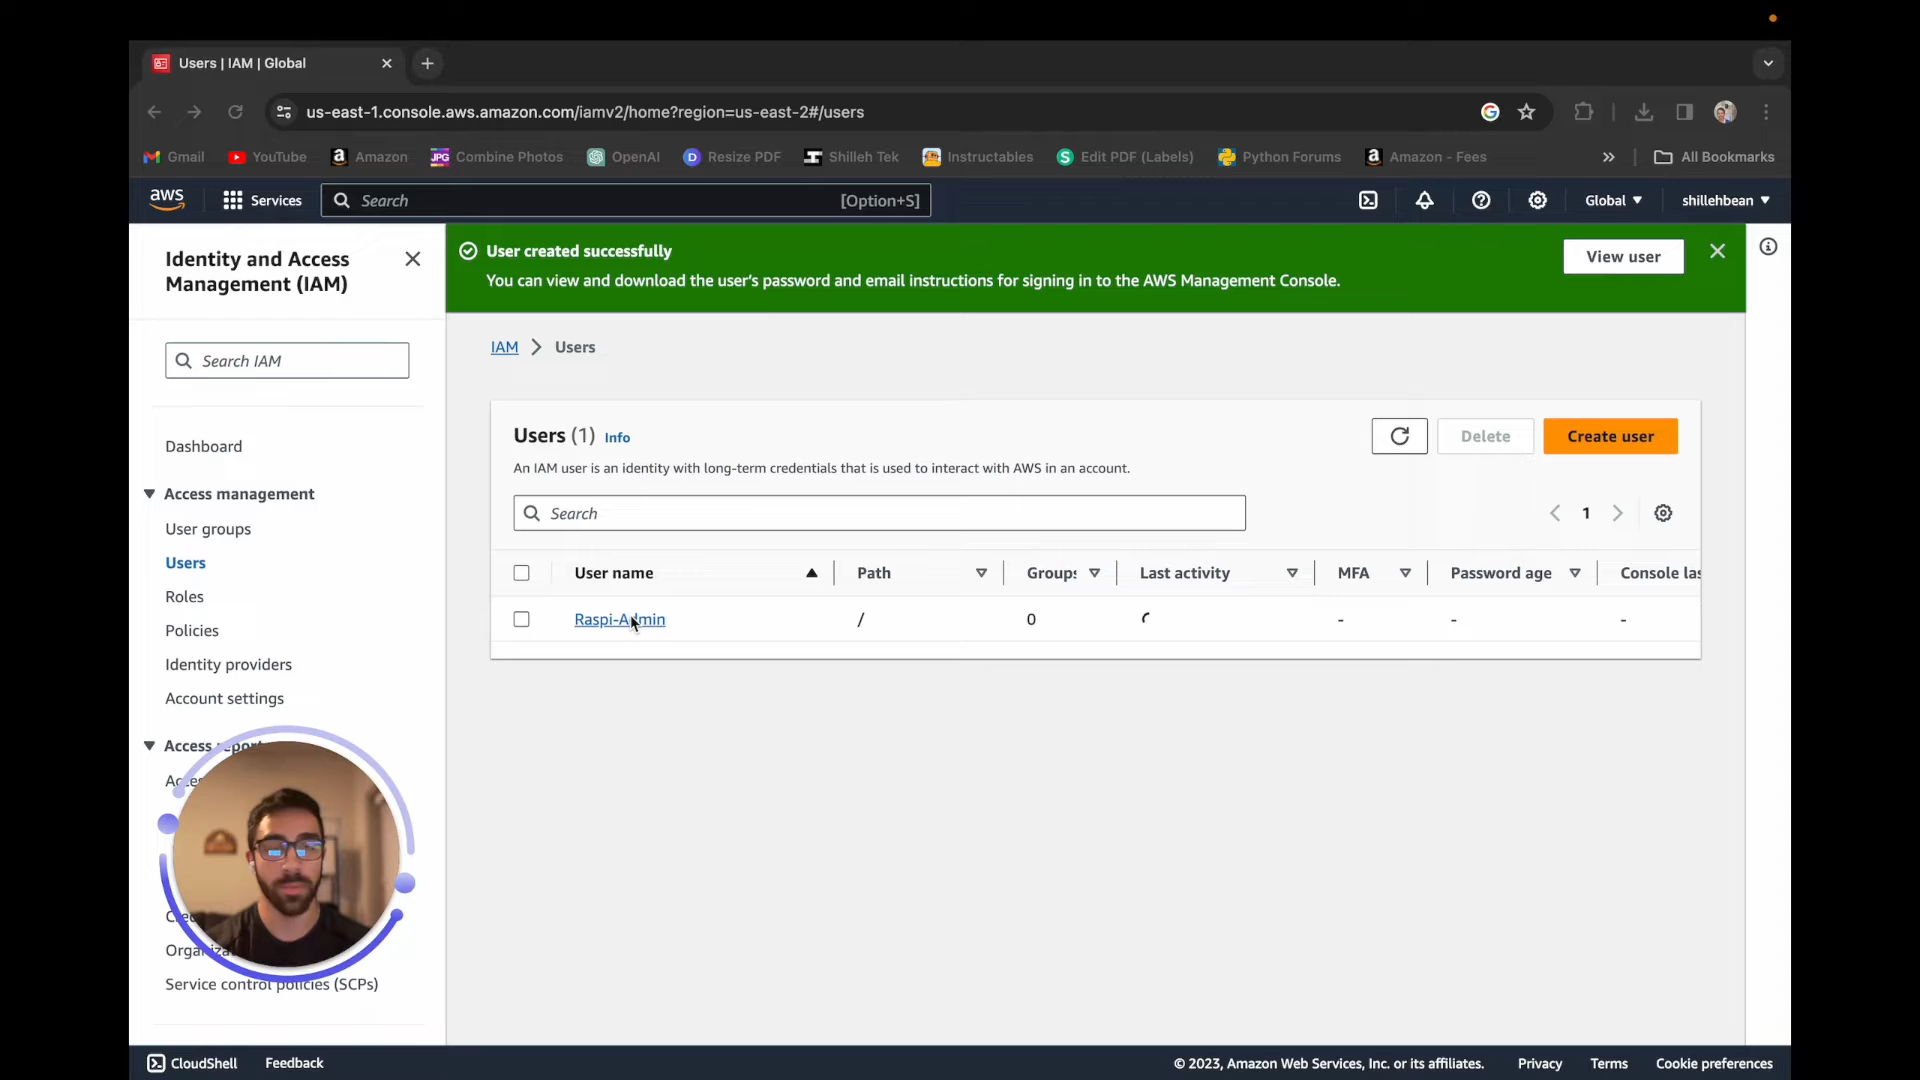 Users | IAM | Global
us-east-1.console.aws.amazon.com/iamv2/home?region=us-east-2#/users
Gmail
YouTube
Amazon
Combine Photos
OpenAI
Resize PDF
Shilleh Tek
Instructables
Edit PDF (Labels)
Python Forums
Amazon - Fees
All Bookmarks
aws
Services
Search
[Option+S]
Global
shillehbean
Identity and Access
Management (IAM)
User created successfully
You can view and download the user's password and email instructions for signing in to the AWS Management Console.
View user
Search IAM
IAM
Users
Dashboard
Access management
User groups
Users
Roles
Policies
Identity providers
Account settings
Users (1) Info
An IAM user is an identity with long-term credentials that is used to interact with AWS in an account.
Delete
Create user
Search
1
User name
Path
Groups
Last activity
MFA
Password age
Console las
Raspi-Admin
/
0
-
-
-
Access
Service control policies (SCPs)
CloudShell
Feedback
© 2023, Amazon Web Services, Inc. or its affiliates.
Privacy
Terms
Cookie preferences